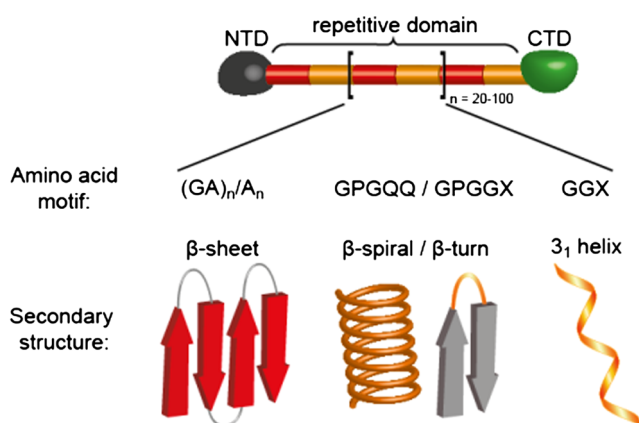 repetitive domain
NTD
CTD
n = 20-100
Amino acid
motif:
(GA)ₙ/Aₙ
GPGQQ / GPGGX
GGX
β-sheet
β-spiral / β-turn
3₁ helix
Secondary
structure: